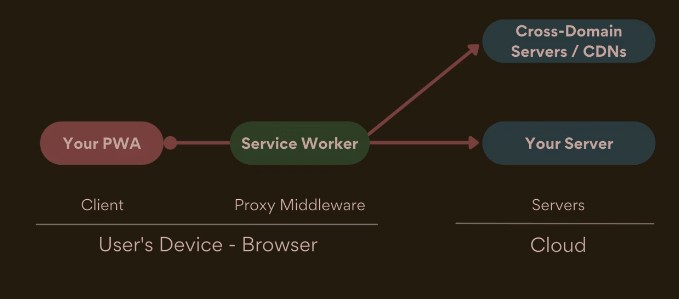 Cross-Domain
Servers / CDNs
Your PWA
Service Worker
Your Server
Client
Proxy Middleware
Servers
User's Device - Browser
Cloud